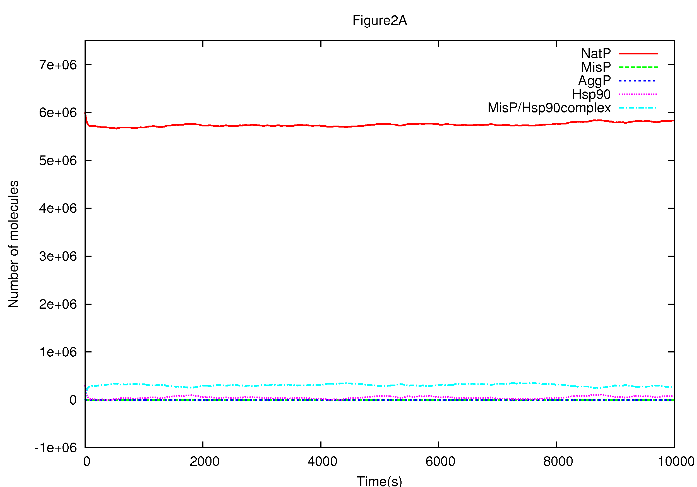 Figure2A
7e+06
6e+06
5e+06
4e+06
3e+06
2e+06
1e+06
0
-1e+06
Number of molecules
NatP
MisP
AggP
Hsp90
MisP/Hsp90complex
0 2000 4000 6000 8000 10000
Time(s)